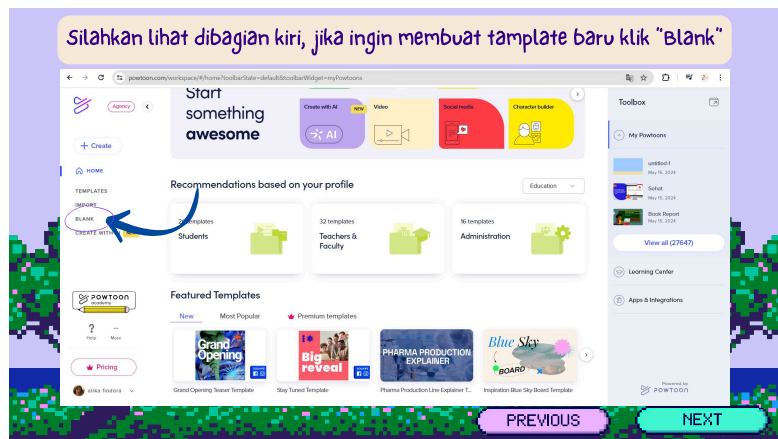 Silahkan lihat dibagian kiri, jika ingin membuat tamplate baru klik "Blank"
powtoon.com/workspace/#/home?toolbarState=default&toolbarWidget=myPowtoons
Agency
+ Create
HOME
TEMPLATES
IMPORT
BLANK
CREATE WITH
POWTOON
academy
?
Help
...
More
Pricing
alika fiodora
Start
something
awesome
Create with AI
NEW
AI
Video
Social media
Character builder
Recommendations based on your profile
Education
templates
Students
32 templates
Teachers &
Faculty
16 templates
Administration
Featured Templates
New
Most Popular
Premium templates
Grand
Opening
SQUARE
Grand Opening Teaser Template
Big
reveal
SQUARE
Stay Tuned Template
PHARMA PRODUCTION
EXPLAINER
Pharma Production Line Explainer T...
Blue Sky
BOARD
Inspiration Blue Sky Board Template
Toolbox
My Powtoons
untitled-1
May 15, 2024
Sehat
May 15, 2024
Book Report
May 15, 2024
View all (27647)
Learning Center
Apps & Integrations
Powered by
POWTOON
PREVIOUS
NEXT